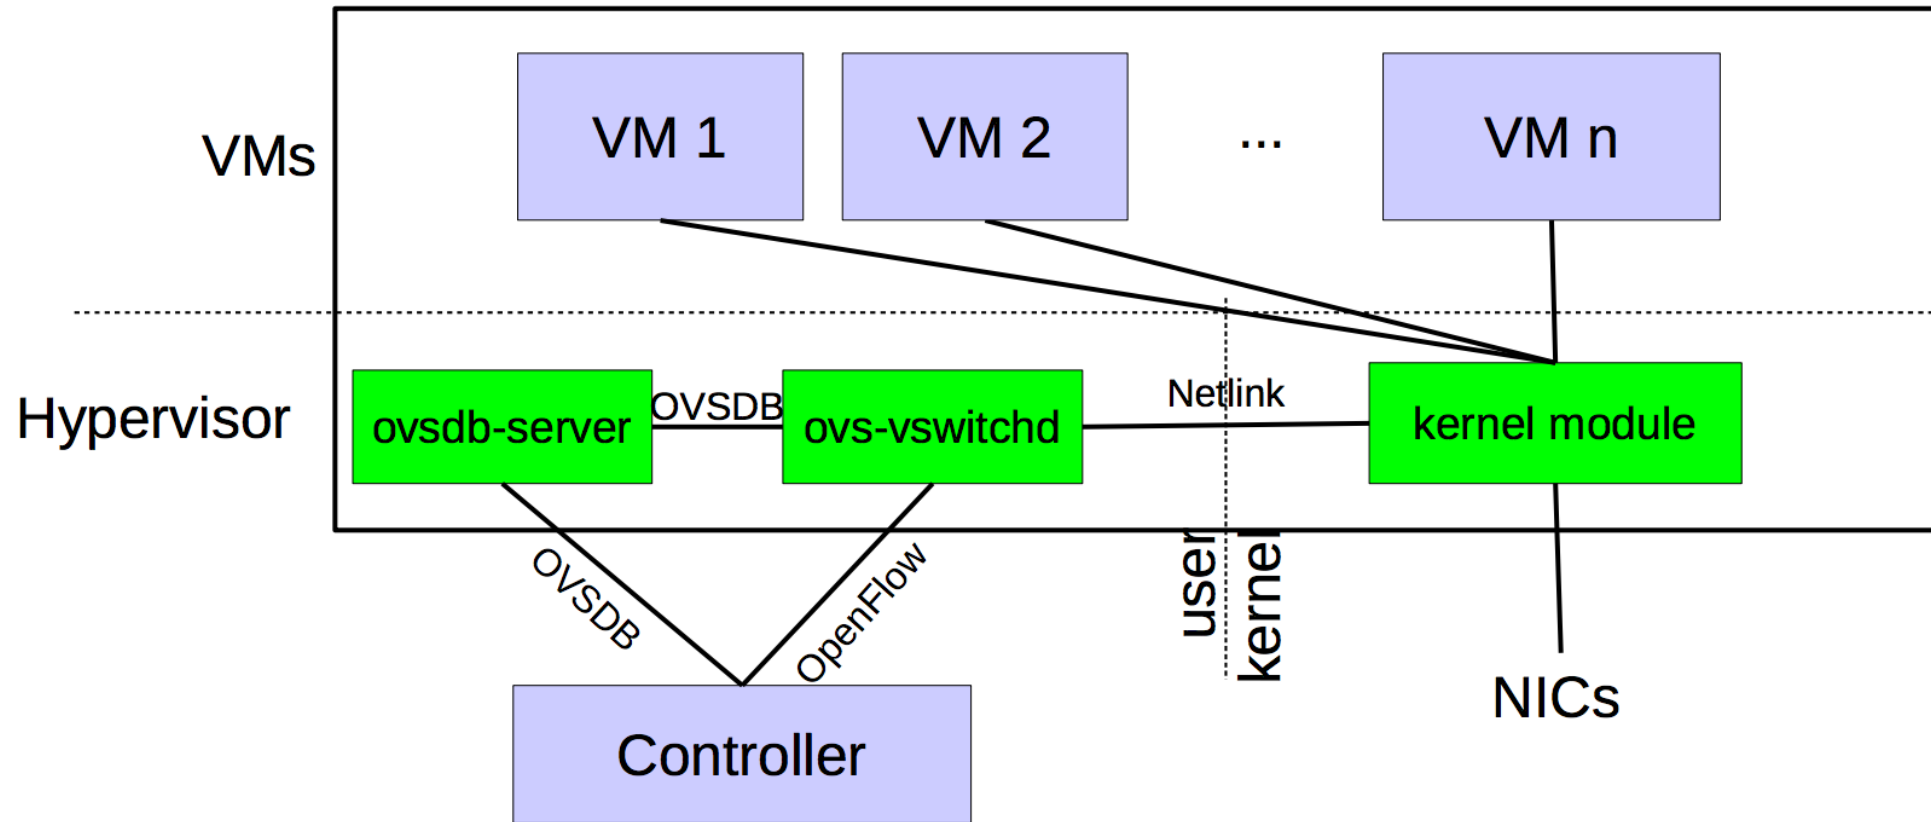 VMs
VM 1
VM 2
...
VM n
Hypervisor
ovsdb-server
OVSDB
ovs-vswitchd
Netlink
kernel module
OVSDB
OpenFlow
user
kernel
NICs
Controller